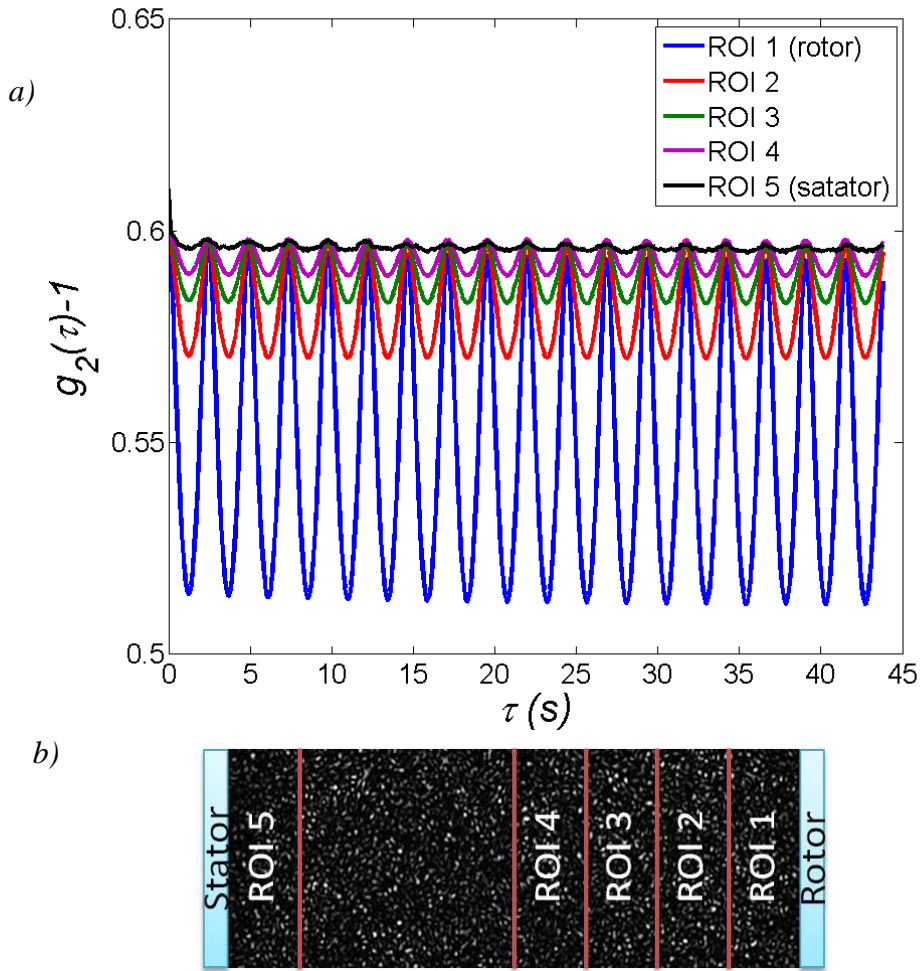 a)
0.65
0.6
0.55
0.5
g2(τ)-1
ROI 1 (rotor)
ROI 2
ROI 3
ROI 4
ROI 5 (satator)
0 5 10 15 20 25 30 35 40 45
τ (s)
b)
Stator
ROI 5
ROI 4
ROI 3
ROI 2
ROI 1
Rotor